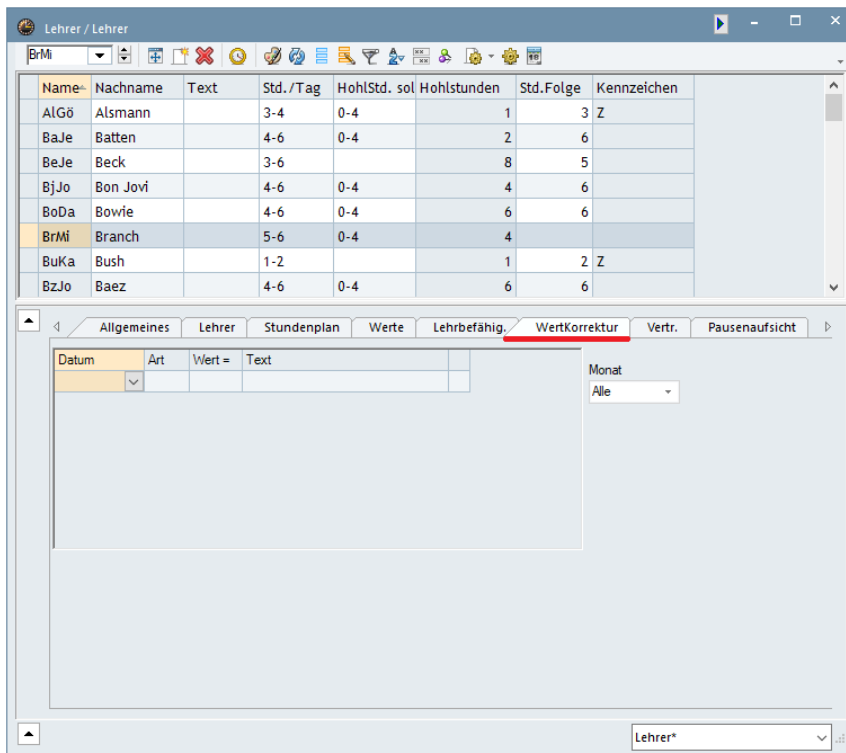 Lehrer / Lehrer
BrMi
Name Nachname Text Std./Tag HohlStd. sol Hohlstunden Std.Folge Kennzeichen
AlGö Alsmann 3-4 0-4 1 3 Z
BaJe Batten 4-6 0-4 2 6
BeJe Beck 3-6 8 5
BjJo Bon Jovi 4-6 0-4 4 6
BoDa Bowie 4-6 0-4 6 6
BrMi Branch 5-6 0-4 4
BuKa Bush 1-2 1 2 Z
BzJo Baez 4-6 0-4 6 6
Allgemeines Lehrer Stundenplan Werte Lehrbefähig. WertKorrektur Vertr. Pausenaufsicht
Datum Art Wert = Text
Monat
Alle
Lehrer*